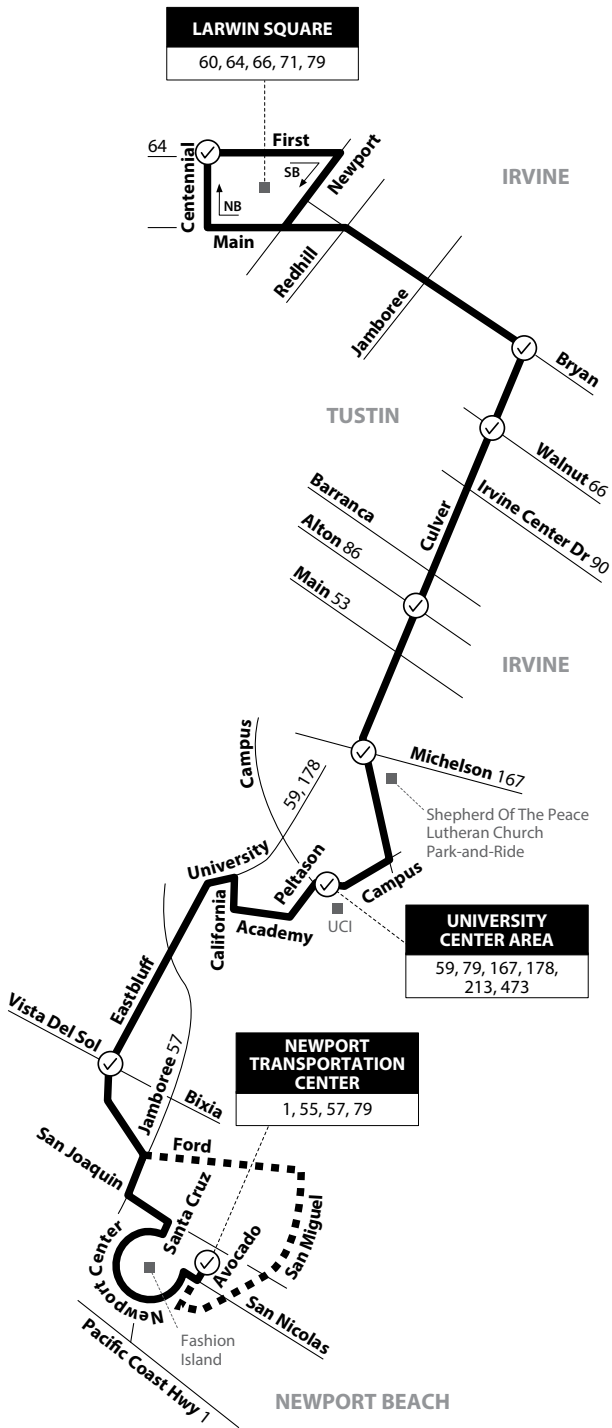 LARWIN SQUARE
60, 64, 66, 71, 79
64
First
Centennial
SB
Newport
NB
Main
IRVINE
Redhill
Jamboree
Bryan
TUSTIN
Walnut 66
Barranca
Culver
Irvine Center Dr 90
Alton 86
Main 53
IRVINE
Campus
Michelson 167
59, 178
Shepherd Of The Peace
Lutheran Church
Park-and-Ride
University
Peltason
Campus
California
Academy
UCI
UNIVERSITY
CENTER AREA
59, 79, 167, 178,
213, 473
Eastbluff
Vista Del Sol
NEWPORT
TRANSPORTATION
CENTER
1, 55, 57, 79
Jamboree 57
Bixia
Ford
San Joaquin
Santa Cruz
San Miguel
Avocado
Newport Center
San Nicolas
Fashion
Island
Pacific Coast Hwy 1
NEWPORT BEACH